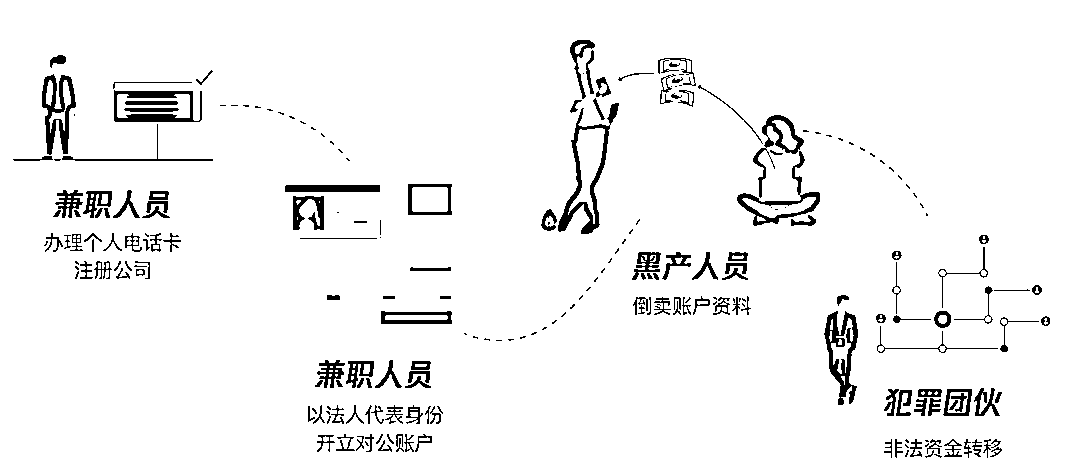 兼职人员
办理个人电话卡
注册公司
兼职人员
以法人代表身份
开立对公账户
黑产人员
倒卖账户资料
犯罪团伙
非法资金转移